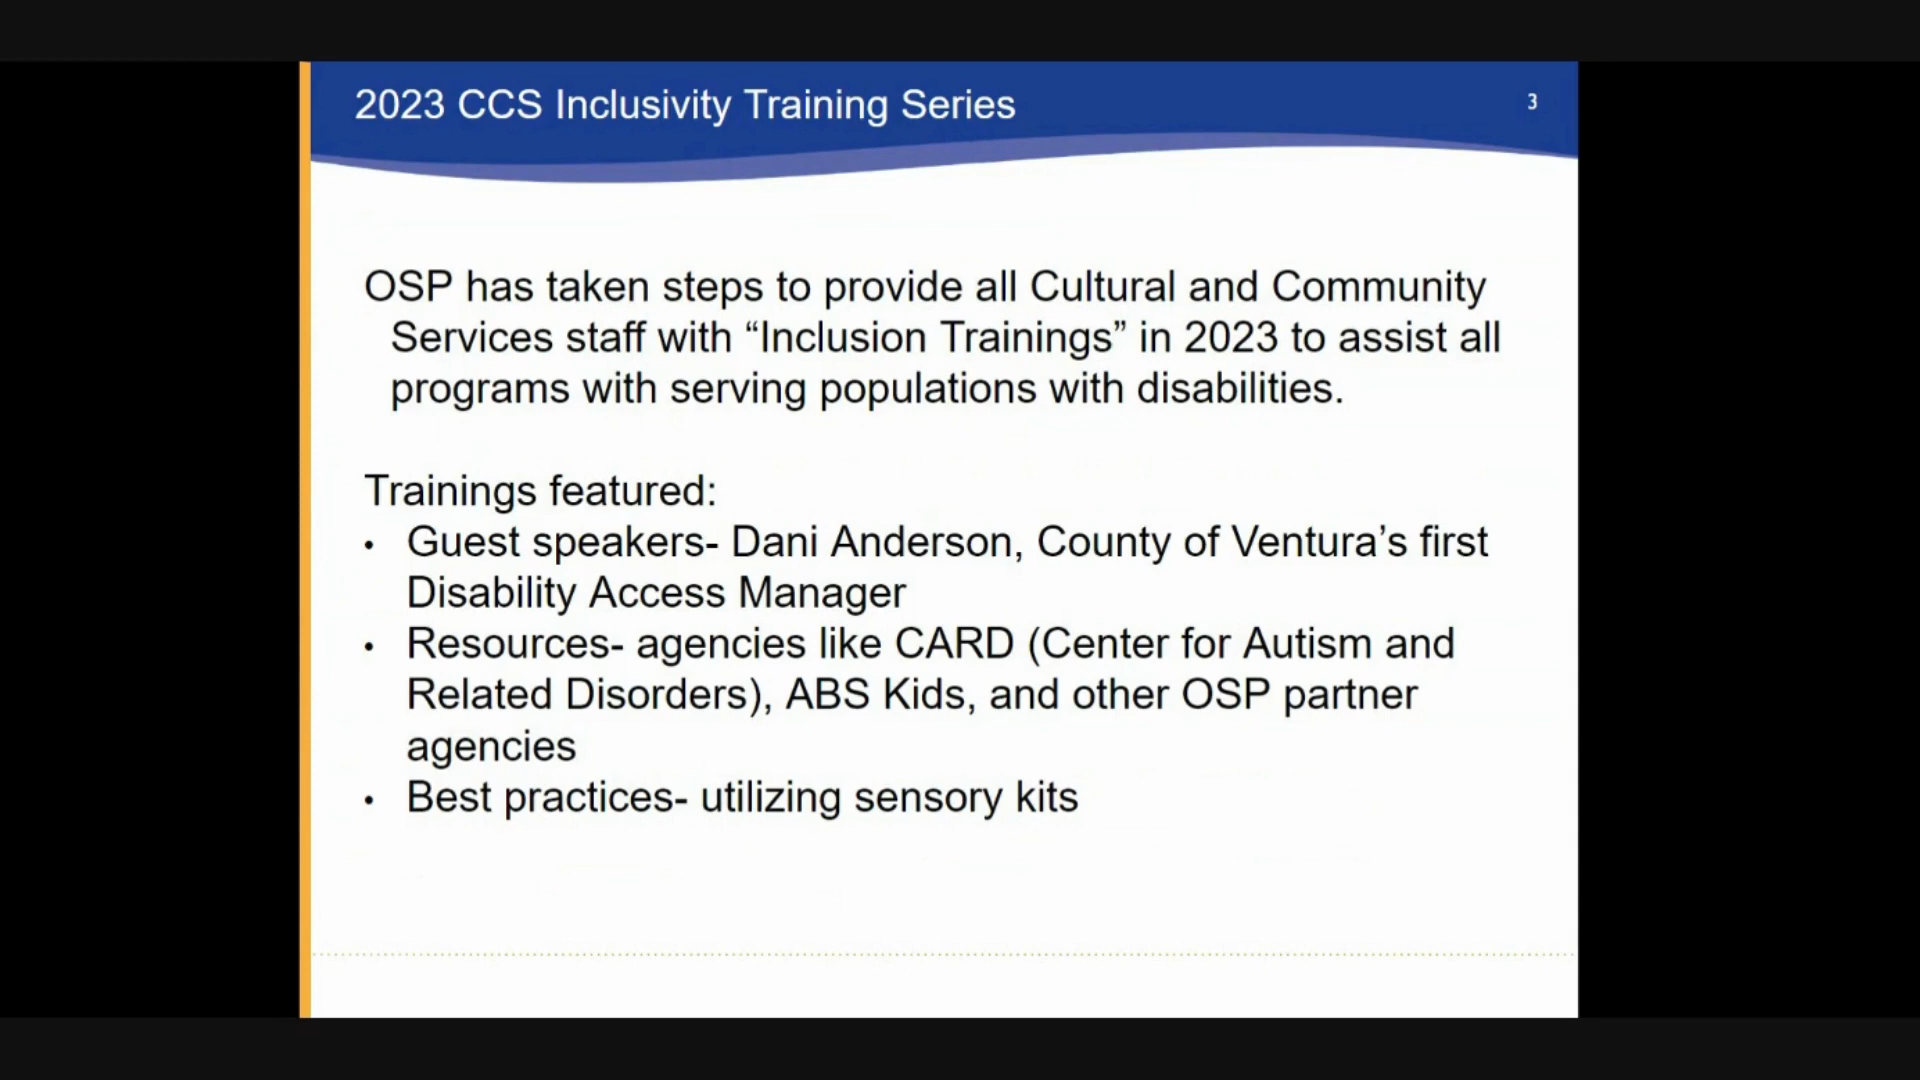 2023 CCS Inclusivity Training Series
3
OSP has taken steps to provide all Cultural and Community
Services staff with “Inclusion Trainings” in 2023 to assist all
programs with serving populations with disabilities.
Trainings featured:
• Guest speakers- Dani Anderson, County of Ventura’s first
Disability Access Manager
• Resources- agencies like CARD (Center for Autism and
Related Disorders), ABS Kids, and other OSP partner
agencies
• Best practices- utilizing sensory kits